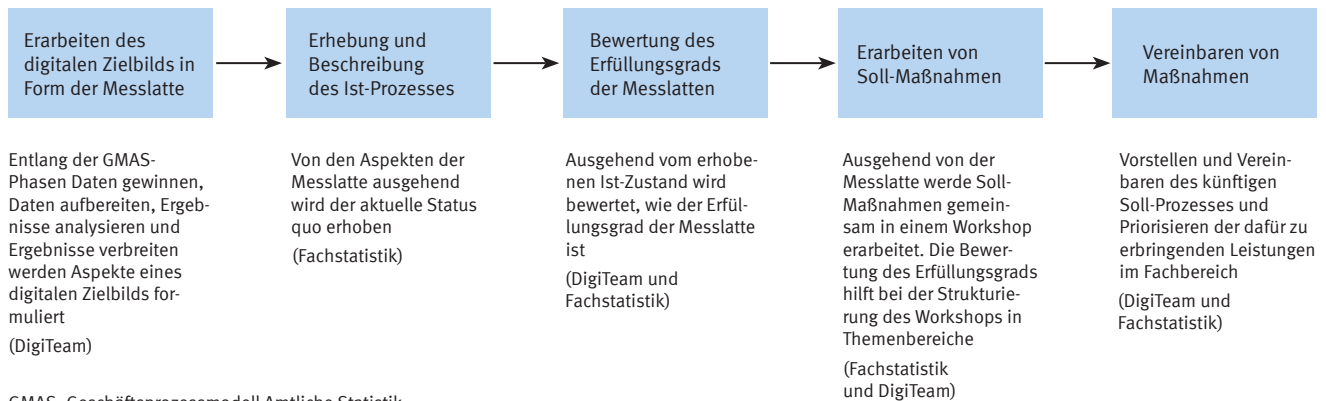 Erarbeiten des
digitalen Zielbilds in
Form der Messlatte
Erhebung und
Beschreibung
des Ist-Prozesses
Bewertung des
Erfüllungsgrads
der Messlatten
Erarbeiten von
Soll-Maßnahmen
Vereinbaren von
Maßnahmen
Entlang der GMAS-
Phasen Daten gewinnen,
Daten aufbereiten, Ergeb-
nisse analysieren und
Ergebnisse verbreiten
werden Aspekte eines
digitalen Zielbilds for-
muliert
(DigiTeam)
Von den Aspekten der
Messlatte ausgehend
wird der aktuelle Status
quo erhoben
(Fachstatistik)
Ausgehend vom erhobe-
nen Ist-Zustand wird
bewertet, wie der Erfül-
lungsgrad der Messlatte
ist
(DigiTeam und
Fachstatistik)
Ausgehend von der
Messlatte werde Soll-
Maßnahmen gemein-
sam in einem Workshop
erarbeitet. Die Bewer-
tung des Erfüllungsgrads
hilft bei der Strukturie-
rung des Workshops in
Themenbereiche
(Fachstatistik
und DigiTeam)
Vorstellen und Verein-
baren des künftigen
Soll-Prozesses und
Priorisieren der dafür zu
erbringenden Leistungen
im Fachbereich
(DigiTeam und
Fachstatistik)
GMAS: Geschäftsprozessmodell Amtliche Statistik